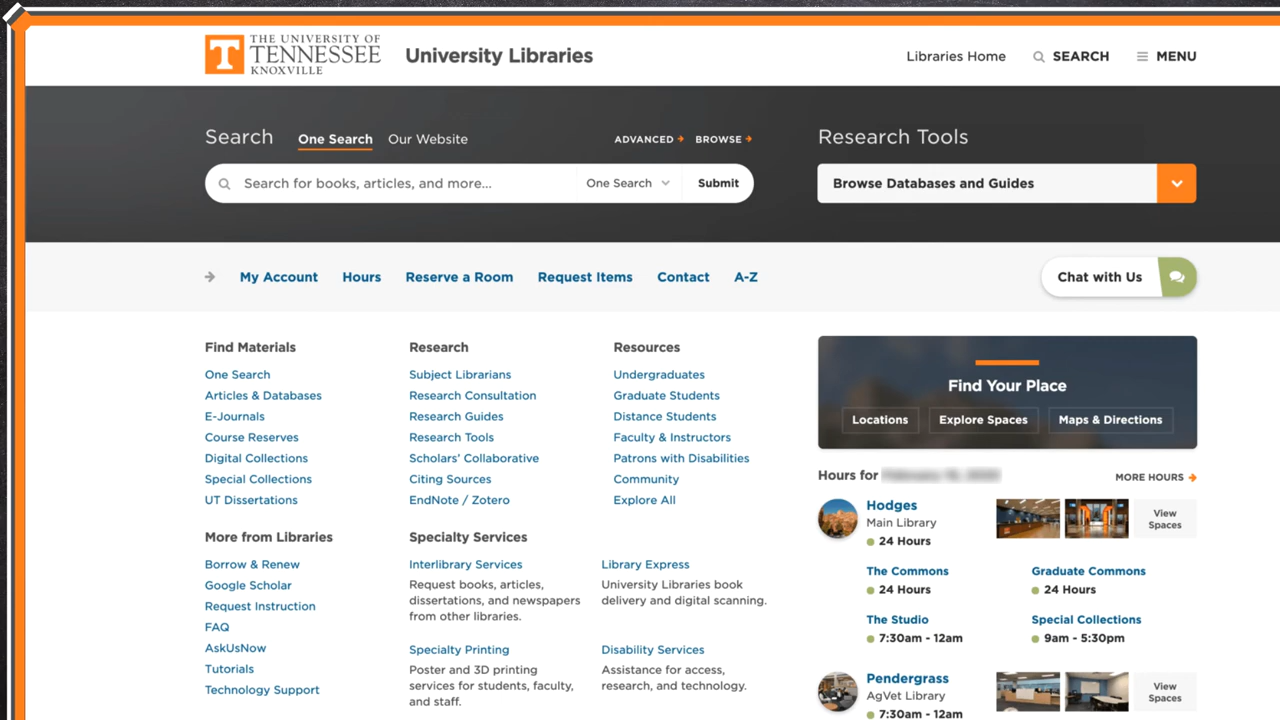 THE UNIVERSITY OF
TENNESSEE
KNOXVILLE
University Libraries
Libraries Home
SEARCH
MENU
Search
One Search
Our Website
ADVANCED
BROWSE
Search for books, articles, and more...
One Search
Submit
Research Tools
Browse Databases and Guides
My Account
Hours
Reserve a Room
Request Items
Contact
A-Z
Chat with Us
Find Materials
One Search
Articles & Databases
E-Journals
Course Reserves
Digital Collections
Special Collections
UT Dissertations
Research
Subject Librarians
Research Consultation
Research Guides
Research Tools
Scholars’ Collaborative
Citing Sources
EndNote / Zotero
Resources
Undergraduates
Graduate Students
Distance Students
Faculty & Instructors
Patrons with Disabilities
Community
Explore All
More from Libraries
Borrow & Renew
Google Scholar
Request Instruction
FAQ
AskUsNow
Tutorials
Technology Support
Specialty Services
Interlibrary Services
Request books, articles,
dissertations, and newspapers
from other libraries.
Library Express
University Libraries book
delivery and digital scanning.
Specialty Printing
Poster and 3D printing
services for students, faculty,
and staff.
Disability Services
Assistance for access,
research, and technology.
Find Your Place
Locations
Explore Spaces
Maps & Directions
Hours for
MORE HOURS
Hodges
Main Library
24 Hours
View
Spaces
The Commons
24 Hours
Graduate Commons
24 Hours
The Studio
7:30am - 12am
Special Collections
9am - 5:30pm
Pendergrass
AgVet Library
7:30am - 12am
View
Spaces